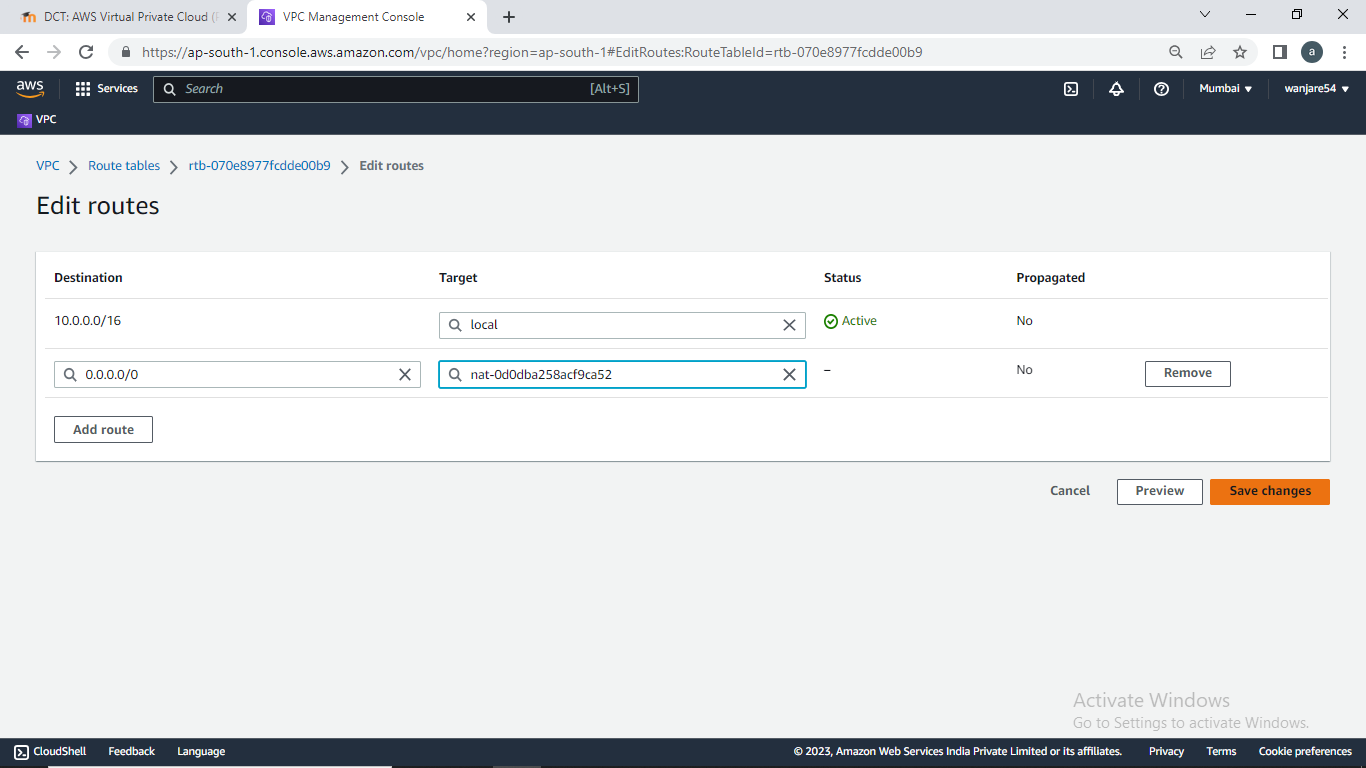 DCT: AWS Virtual Private Cloud (
VPC Management Console
https://ap-south-1.console.aws.amazon.com/vpc/home?region=ap-south-1#EditRoutes:RouteTableId=rtb-070e8977fcdde00b9
a
aws
Services
Search
[Alt+S]
Mumbai
wanjare54
VPC
VPC
Route tables
rtb-070e8977fcdde00b9
Edit routes
Edit routes
Destination
Target
Status
Propagated
10.0.0.0/16
local
Active
No
0.0.0.0/0
nat-0d0dba258acf9ca52
–
No
Remove
Add route
Cancel
Preview
Save changes
Activate Windows
Go to Settings to activate Windows.
CloudShell
Feedback
Language
© 2023, Amazon Web Services India Private Limited or its affiliates.
Privacy
Terms
Cookie preferences